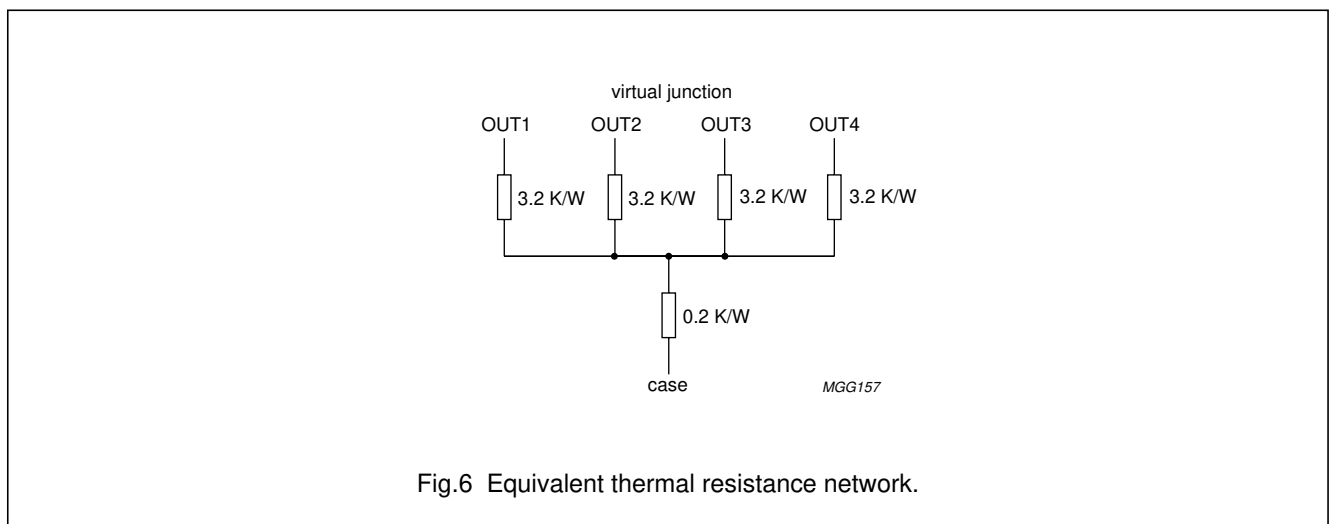 virtual junction
OUT1 OUT2 OUT3 OUT4
3.2 K/W 3.2 K/W 3.2 K/W 3.2 K/W
0.2 K/W
case
MGG157
Fig.6 Equivalent thermal resistance network.